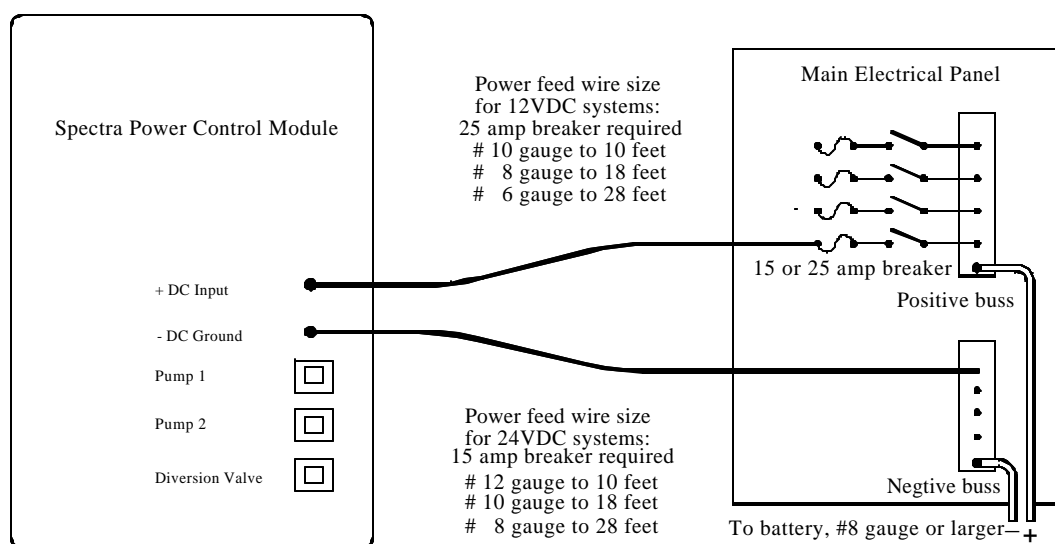 Spectra Power Control Module
+ DC Input
- DC Ground
Pump 1
Pump 2
Diversion Valve
Power feed wire size
for 12VDC systems:
25 amp breaker required
# 10 gauge to 10 feet
# 8 gauge to 18 feet
# 6 gauge to 28 feet
Power feed wire size
for 24VDC systems:
15 amp breaker required
# 12 gauge to 10 feet
# 10 gauge to 18 feet
# 8 gauge to 28 feet
Main Electrical Panel
15 or 25 amp breaker
Positive buss
Negtive buss
To battery, #8 gauge or larger – +